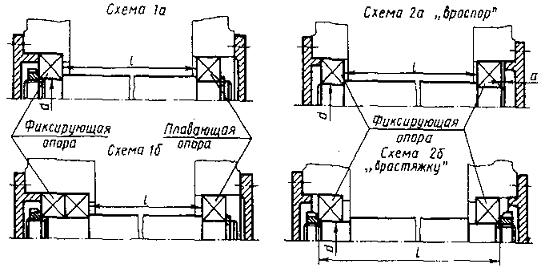 Схема 1а
Схема 2а „враспор"
l
l
а
d
d
Фиксирующая
опора
Плавающая
опора
Схема 1б
Фиксирующая
опора
Схема 2б
„врастяжку"
l
d
l